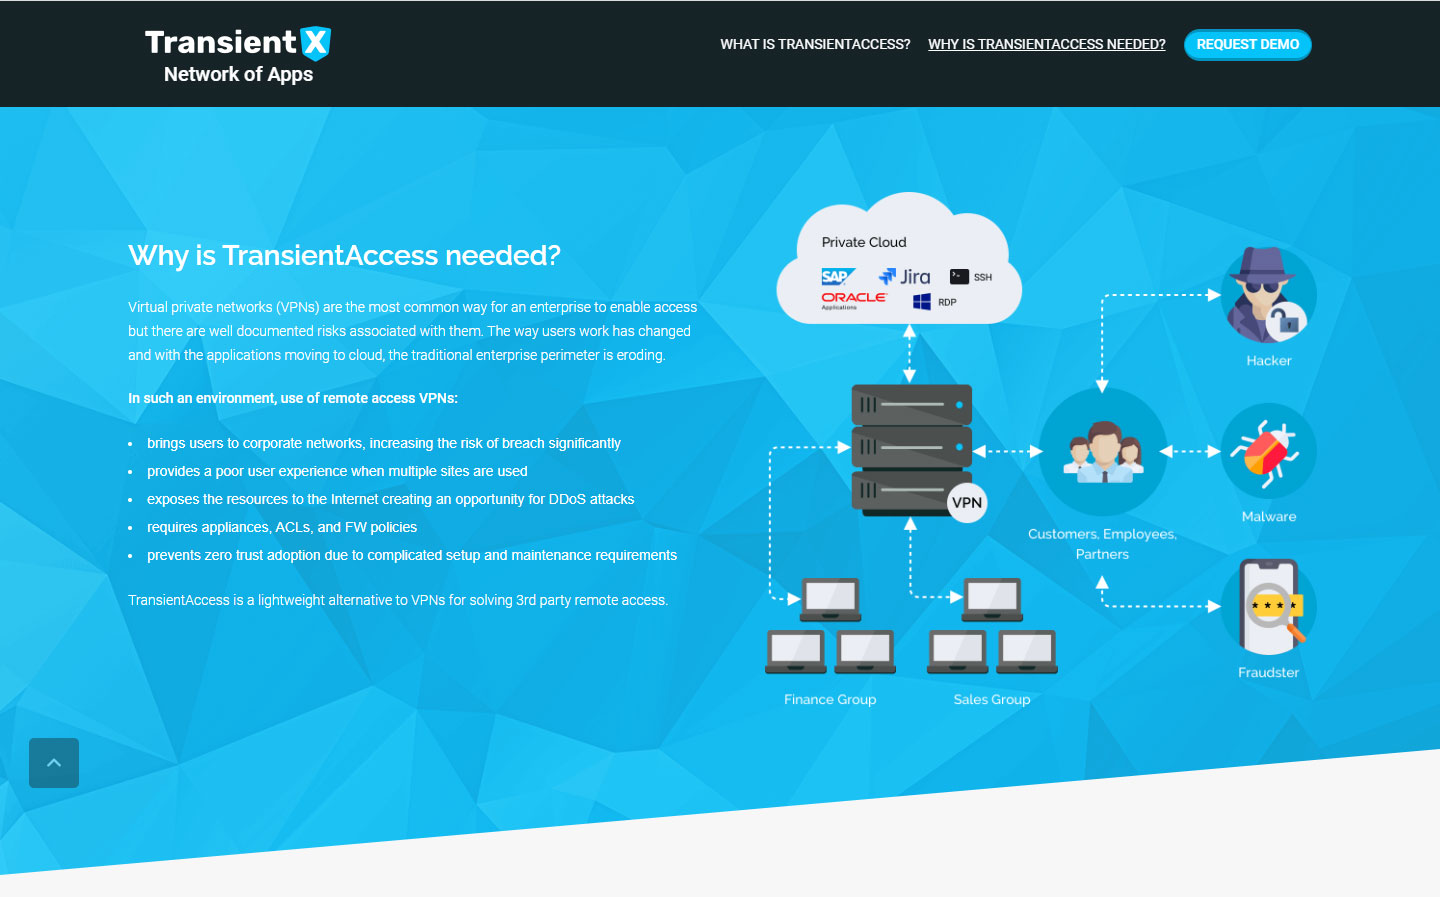 TransientX
Network of Apps
WHAT IS TRANSIENTACCESS?
WHY IS TRANSIENTACCESS NEEDED?
REQUEST DEMO
Why is TransientAccess needed?
Virtual private networks (VPNs) are the most common way for an enterprise to enable access
but there are well documented risks associated with them. The way users work has changed
and with the applications moving to cloud, the traditional enterprise perimeter is eroding.
In such an environment, use of remote access VPNs:
• brings users to corporate networks, increasing the risk of breach significantly
• provides a poor user experience when multiple sites are used
• exposes the resources to the Internet creating an opportunity for DDoS attacks
• requires appliances, ACLs, and FW policies
• prevents zero trust adoption due to complicated setup and maintenance requirements
TransientAccess is a lightweight alternative to VPNs for solving 3rd party remote access.
Private Cloud
SAP
Jira
SSH
ORACLE
Applications
RDP
VPN
Finance Group
Sales Group
Customers, Employees,
Partners
Hacker
Malware
* * * *
Fraudster